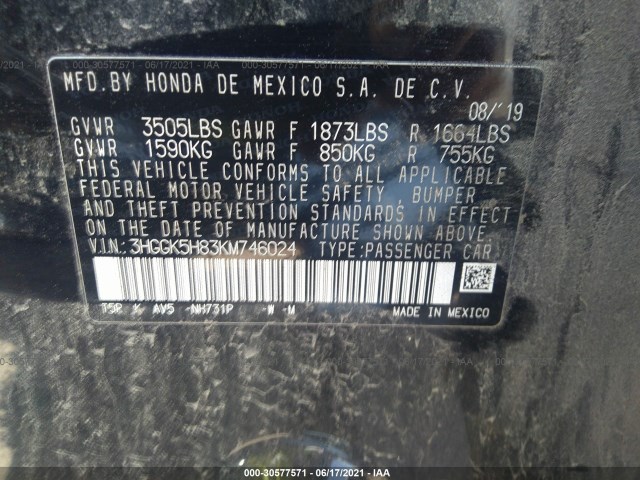 000-30577571 - 06/17/2021 - IAA
MFD.BY HONDA DE MEXICO S.A. DE C.V.
08/'19
GVWR 3505LBS GAWR F 1873LBS R 1664LBS
GVWR 1590KG GAWR F 850KG R 755KG
THIS VEHICLE CONFORMS TO ALL APPLICABLE
FEDERAL MOTOR VEHICLE SAFETY, BUMPER
AND THEFT PREVENTION STANDARDS IN EFFECT
ON THE DATE OF MANUFACTURE SHOWN ABOVE.
V.I.N.: 3HGGK5H83KM746024 TYPE:PASSENGER CAR
T5R K AV5 NH731P -W -M
MADE IN MEXICO
000-30577571 - 06/17/2021 - IAA